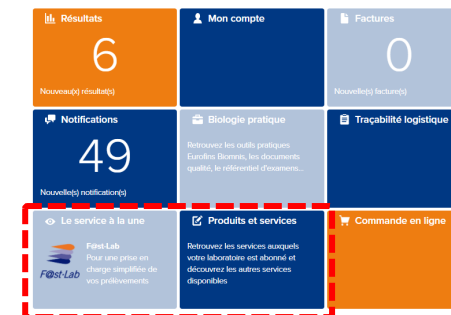 Résultats
6
Nouveau(x) résultat(s)
Mon compte
Factures
0
Nouvelle(s) facture(s)
Notifications
49
Nouvelle(s) notification(s)
Biologie pratique
Retrouvez les outils pratiques
Eurofins Biomnis, les documents
qualité, le référentiel d'examens...
Traçabilité logistique
Le service à la une
F@st-Lab
F@st-Lab
Pour une prise en
charge simplifiée de
vos prélèvements
Produits et services
Retrouvez les services auxquels
votre laboratoire est abonné et
découvrez les autres services
disponibles
Commande en ligne